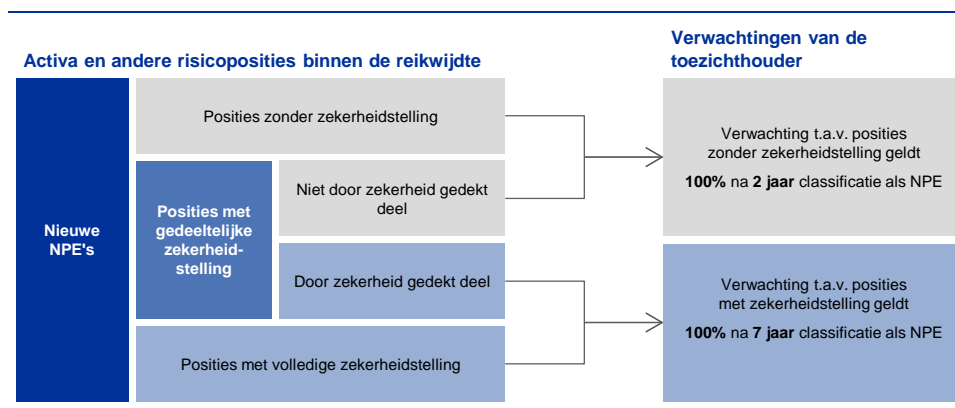 Activa en andere risicoposities binnen de reikwijdte
Verwachtingen van de
toezichthouder
Nieuwe
NPE's
Posities zonder zekerheidstelling
Posities met
gedeeltelijke
zekerheid-
stelling
Niet door zekerheid gedekt
deel
Door zekerheid gedekt deel
Posities met volledige zekerheidstelling
Verwachting t.a.v. posities
zonder zekerheidstelling geldt
100% na 2 jaar classificatie als NPE
Verwachting t.a.v. posities
met zekerheidstelling geldt
100% na 7 jaar classificatie als NPE